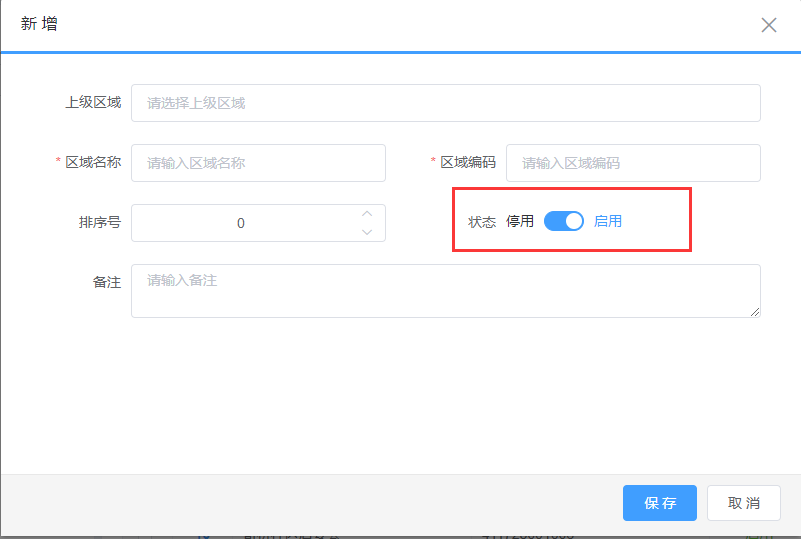 新增
上级区域 请选择上级区域
* 区域名称 请输入区域名称 * 区域编码 请输入区域编码
排序号 0 状态 停用 启用
备注 请输入备注
保存 取消